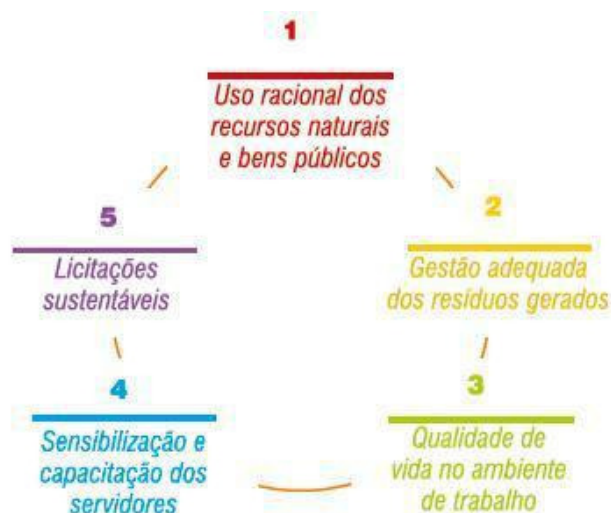 1
Uso racional dos
recursos naturais
e bens públicos
2
Gestão adequada
dos resíduos gerados
3
Qualidade de
vida no ambiente
de trabalho
4
Sensibilização e
capacitação dos
servidores
5
Licitações
sustentáveis